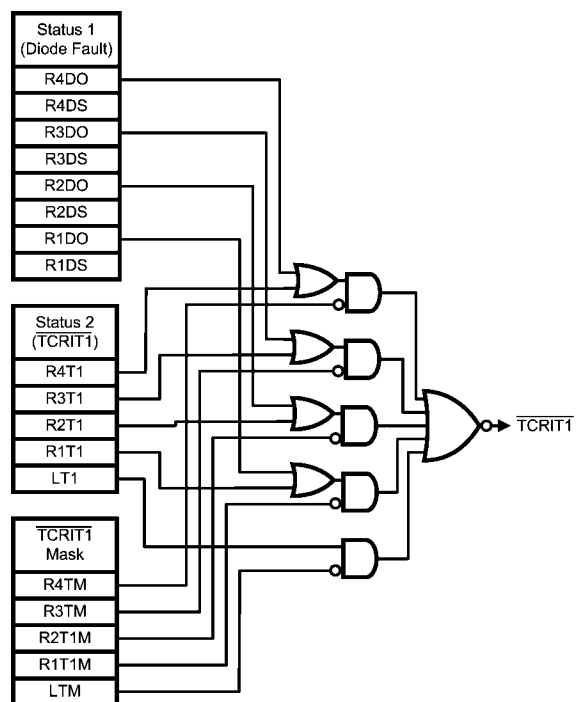 Status 1
(Diode Fault)
R4DO
R4DS
R3DO
R3DS
R2DO
R2DS
R1DO
R1DS
Status 2
(TCRIT1)
R4T1
R3T1
R2T1
R1T1
LT1
TCRIT1
Mask
R4TM
R3TM
R2T1M
R1T1M
LTM
TCRIT1